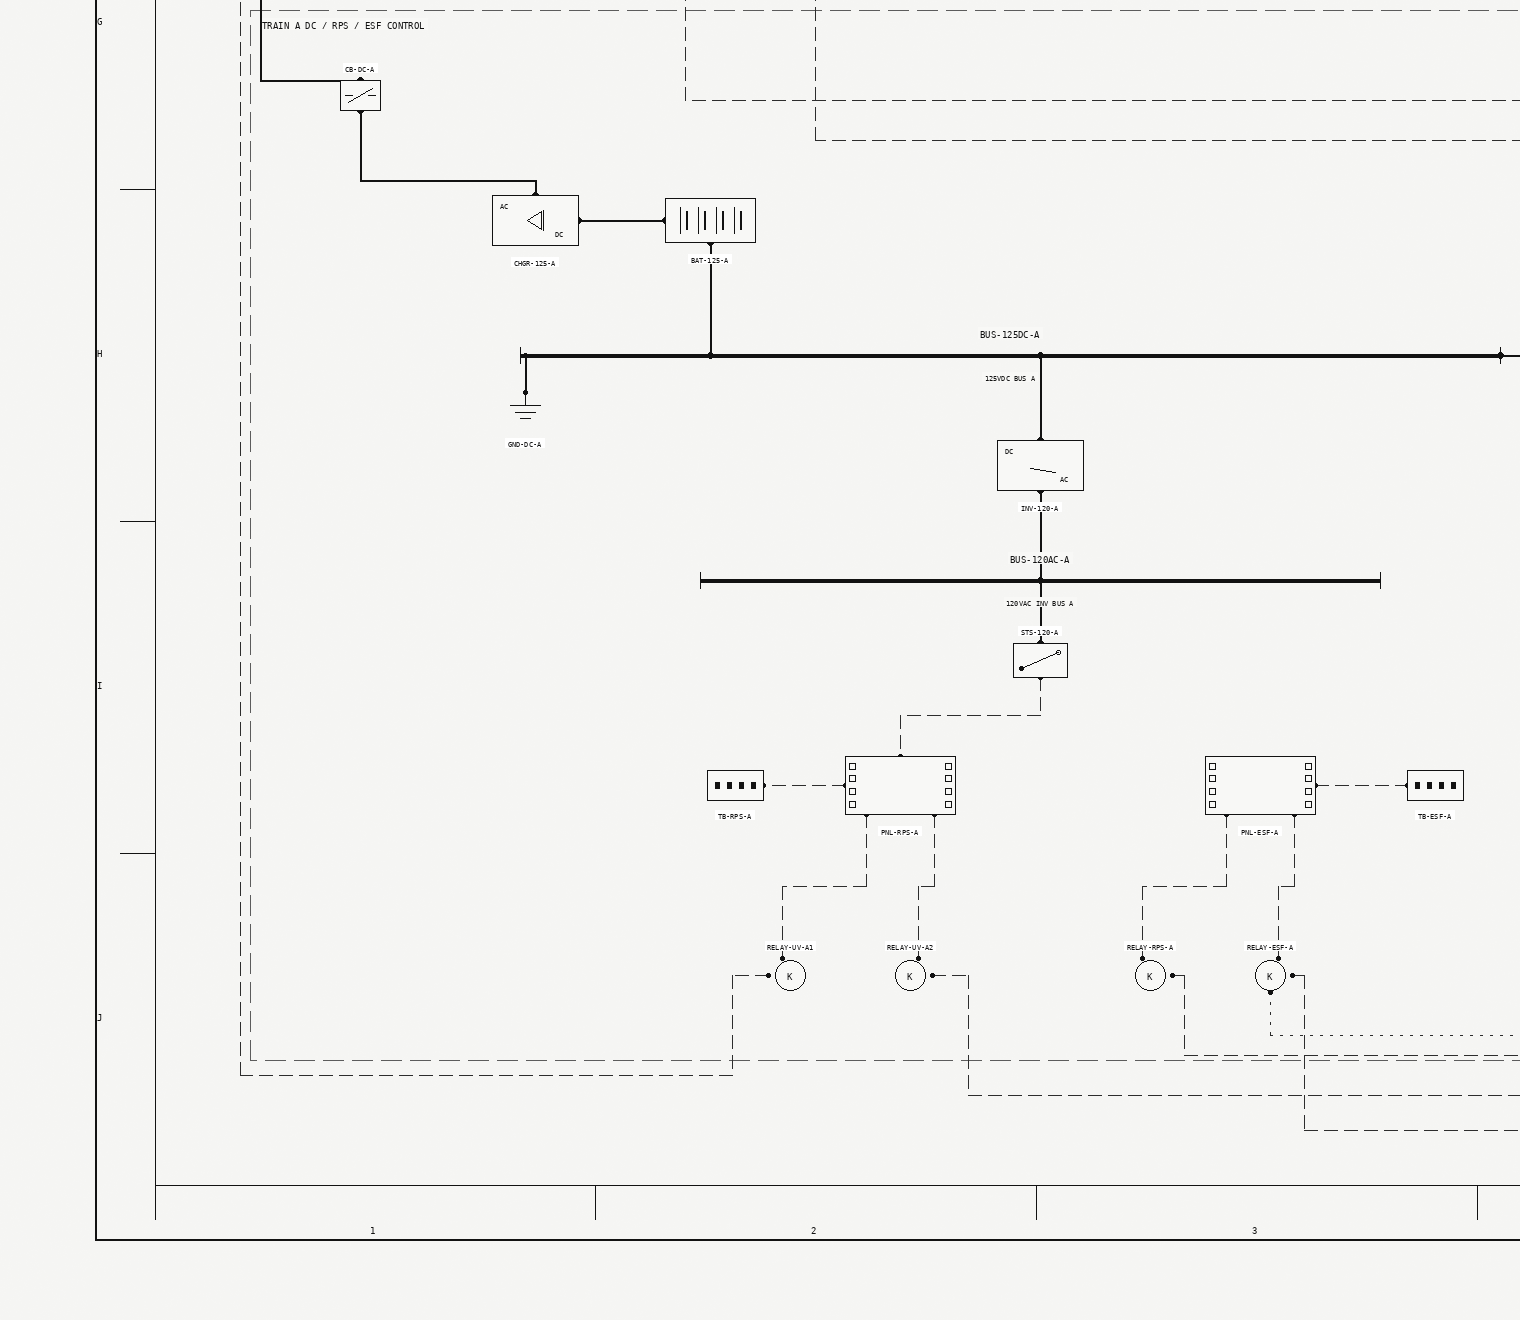 G
TRAIN A DC / RPS / ESF CONTROL
CB-DC-A
AC
DC
CHGR-125-A
BAT-125-A
BUS-125DC-A
H
125VDC BUS A
GND-DC-A
DC
AC
INV-120-A
BUS-120AC-A
120VAC INV BUS A
STS-120-A
I
TB-RPS-A
PNL-RPS-A
PNL-ESF-A
TB-ESF-A
RELAY-UV-A1
RELAY-UV-A2
RELAY-RPS-A
RELAY-ESF-A
K
K
K
K
J
1
2
3